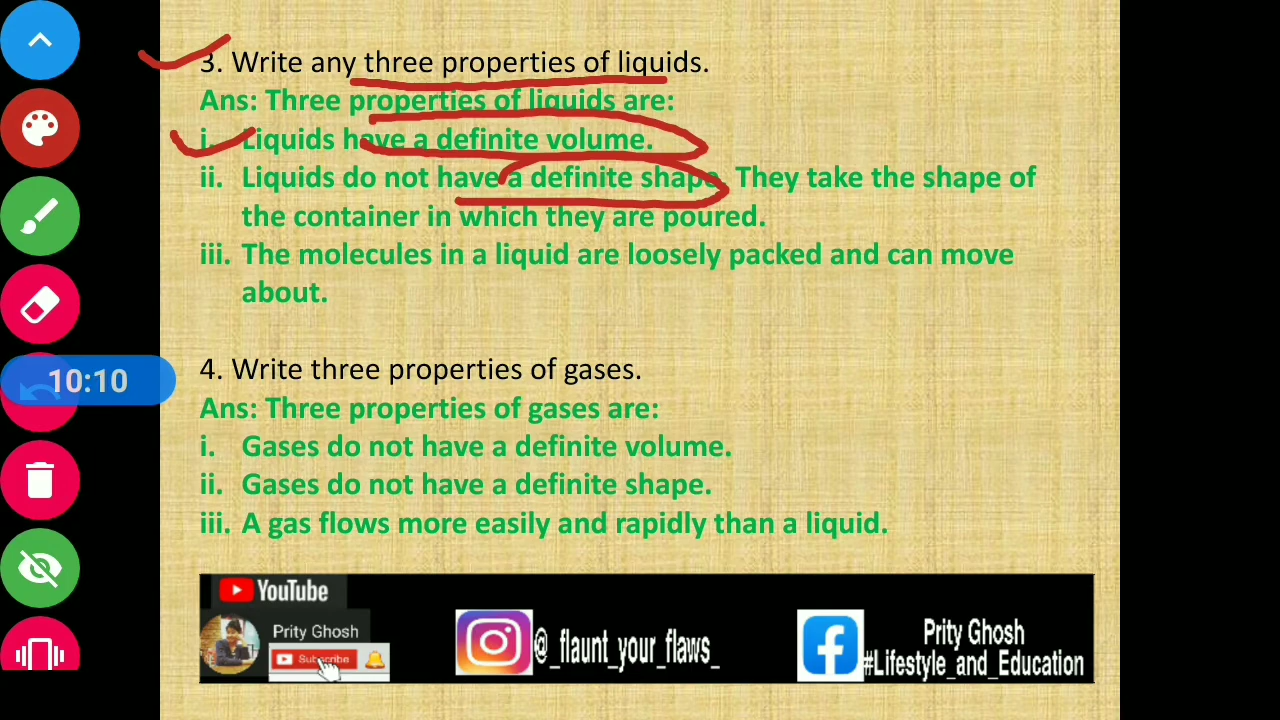 3. Write any three properties of liquids.
Ans: Three properties of liquids are:
i. Liquids have a definite volume.
ii. Liquids do not have a definite shape. They take the shape of
the container in which they are poured.
iii. The molecules in a liquid are loosely packed and can move
about.
10:10
4. Write three properties of gases.
Ans: Three properties of gases are:
i. Gases do not have a definite volume.
ii. Gases do not have a definite shape.
iii. A gas flows more easily and rapidly than a liquid.
YouTube
Prity Ghosh
Subscribe
@_flaunt_your_flaws_
Prity Ghosh
#Lifestyle_and_Education